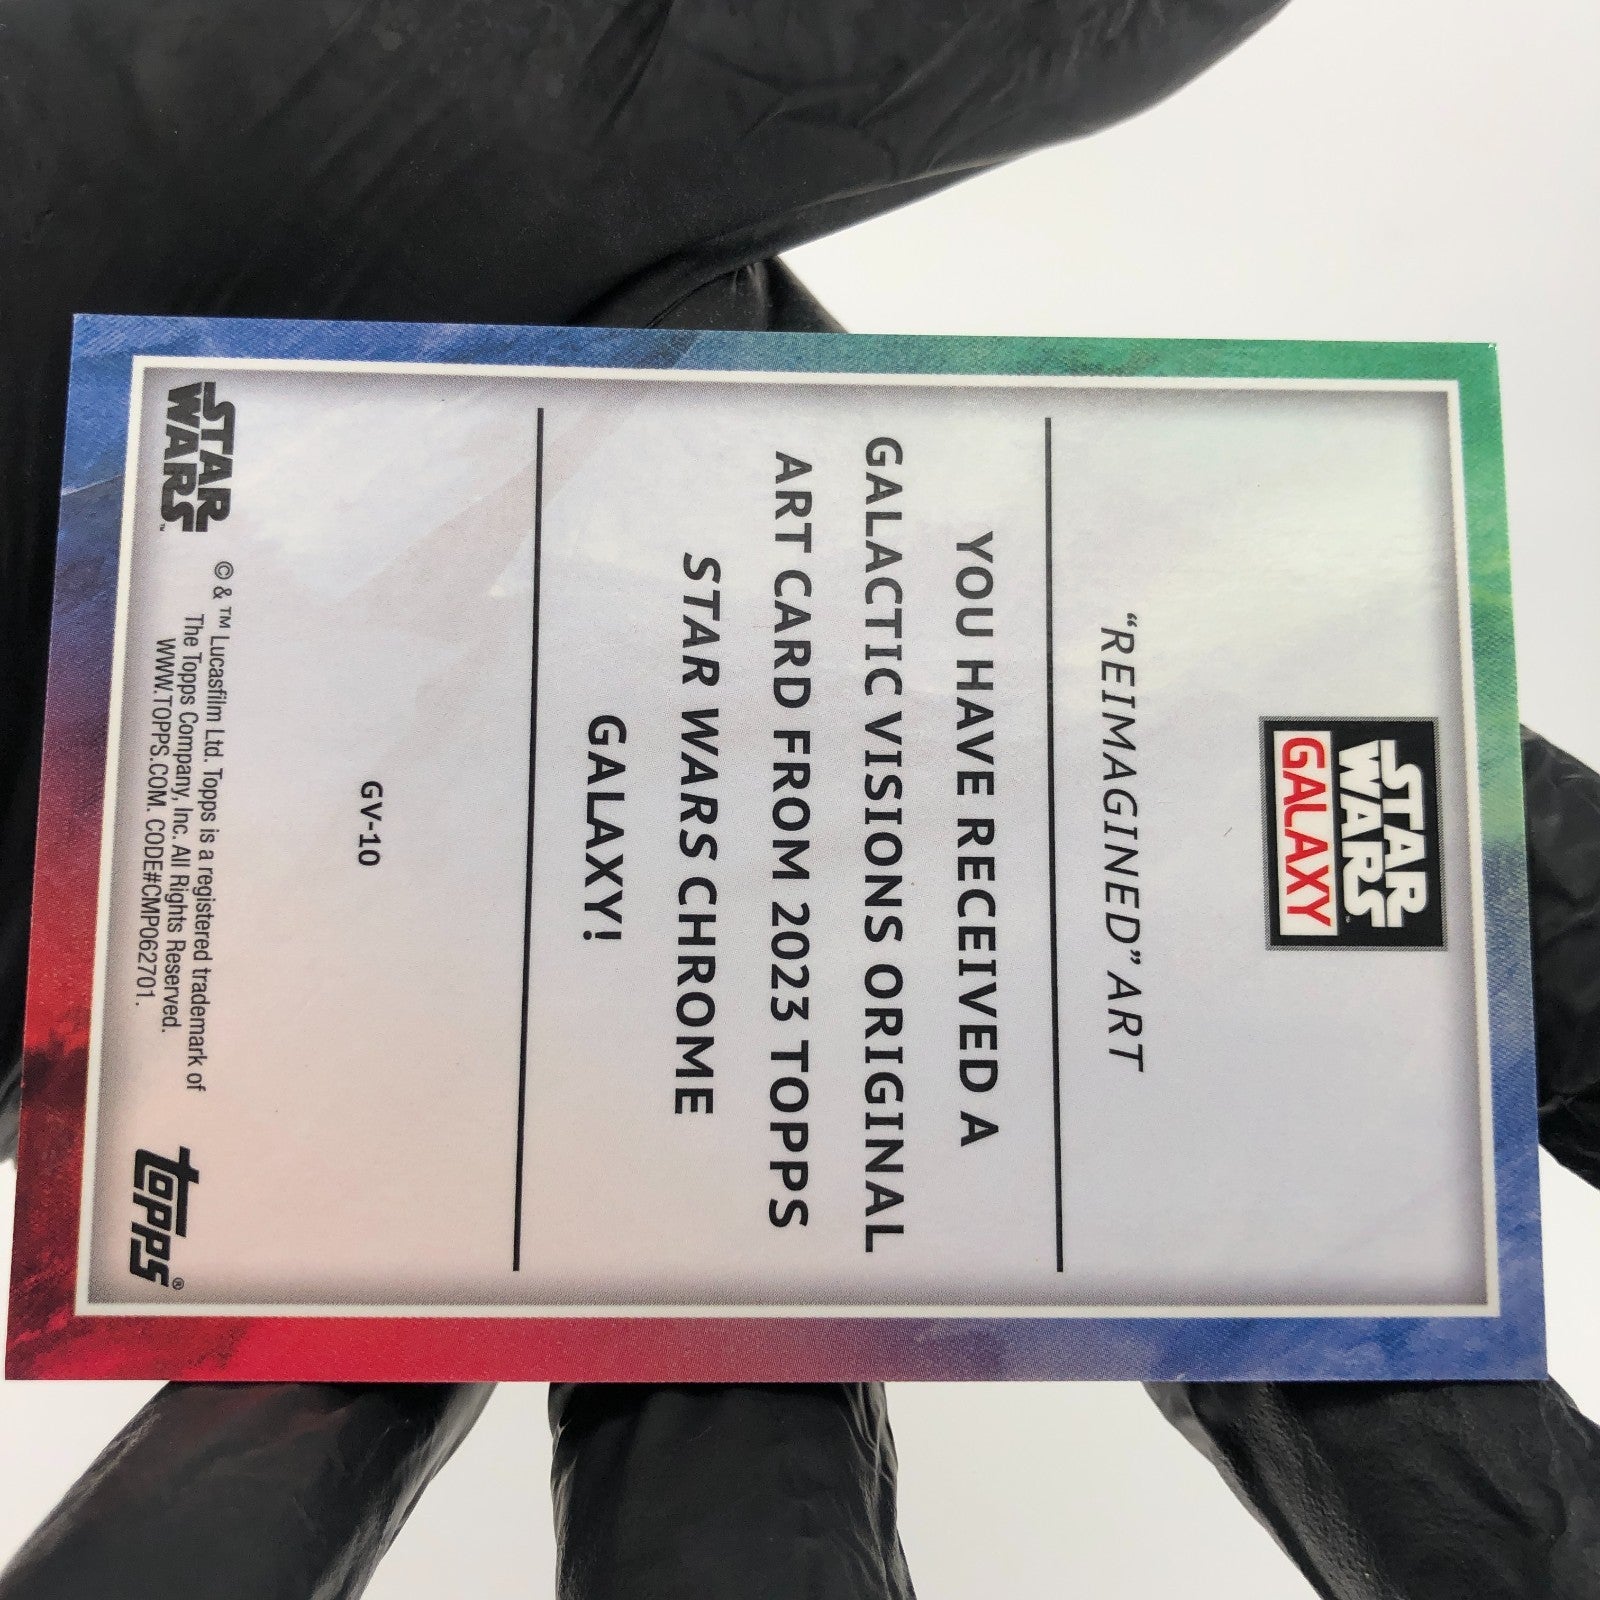 STAR
WARS™
GALAXY
“REIMAGINED” ART
YOU HAVE RECEIVED A
GALACTIC VISIONS ORIGINAL
ART CARD FROM 2023 TOPPS
STAR WARS CHROME
GALAXY!
GV-10
STAR
WARS™
© & ™ Lucasfilm Ltd. Topps is a registered trademark of
The Topps Company, Inc. All Rights Reserved.
WWW.TOPPS.COM. CODE#CMP062701.
topps®